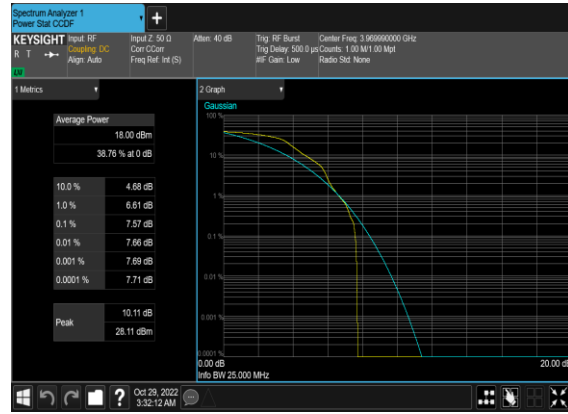 Spectrum Analyzer 1
Power Stat CCDF
+
KEYSIGHT
R T
LXI
Input: RF
Coupling: DC
Align: Auto
Input Z: 50 Ω
Corr CCorr
Freq Ref: Int (S)
Atten: 40 dB
Trig: RF Burst
Trig Delay: 500.0 µs
#IF Gain: Low
Center Freq: 3.969990000 GHz
Counts: 1.00 M/1.00 Mpt
Radio Std: None
1 Metrics
Average Power
18.00 dBm
38.76 % at 0 dB
10.0 % 4.68 dB
1.0 % 6.61 dB
0.1 % 7.57 dB
0.01 % 7.66 dB
0.001 % 7.69 dB
0.0001 % 7.71 dB
Peak
10.11 dB
28.11 dBm
2 Graph
Gaussian
100 %
10 %
1 %
0.1 %
0.01 %
0.001 %
0.0001 %
0.00 dB
20.00 dB
Info BW 25.000 MHz
?
Oct 29, 2022
3:32:12 AM